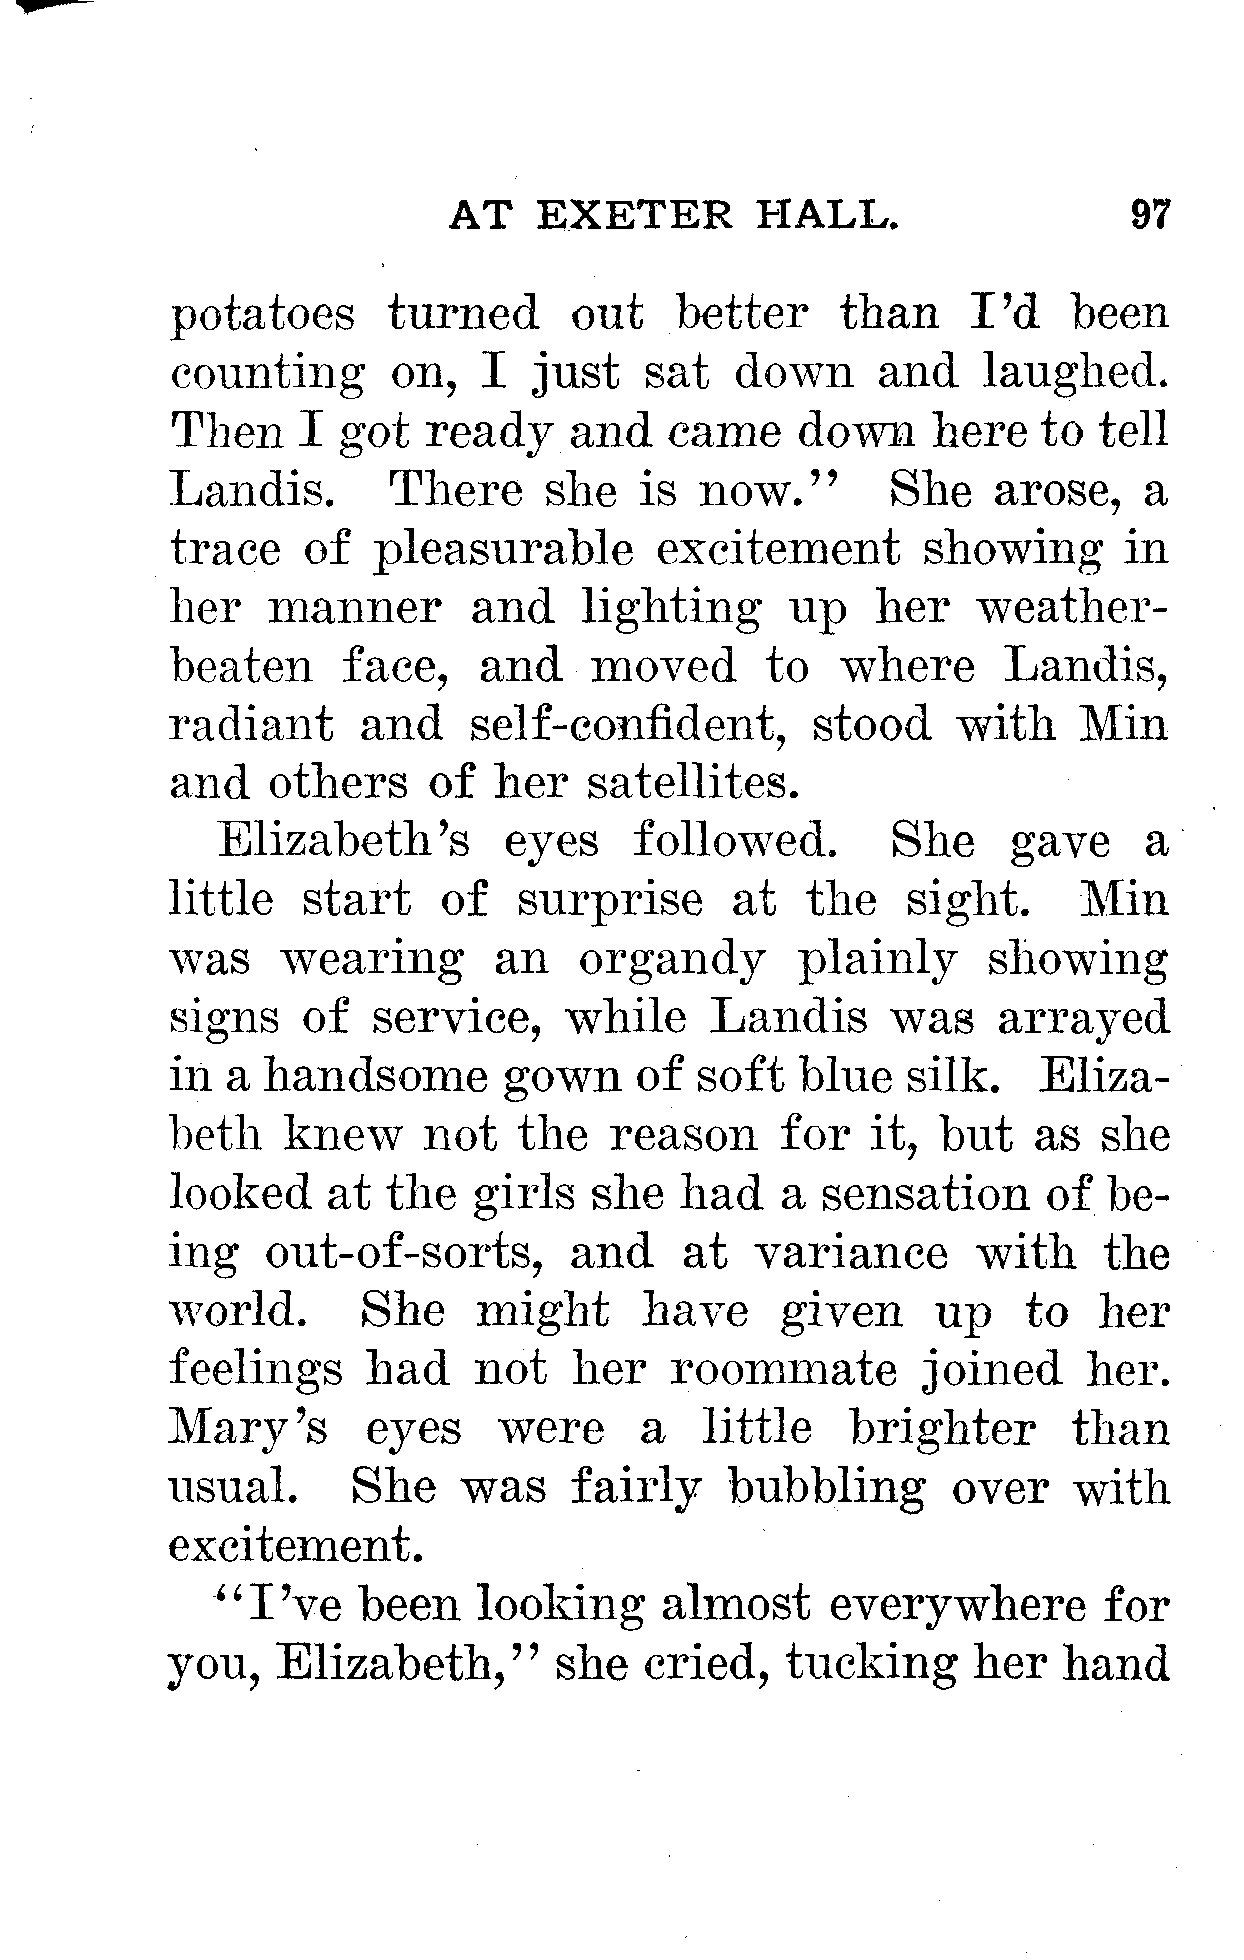 AT EXETER HALL. 97
potatoes turned out better than I'd been
counting on, I just sat down and laughed.
Then I got ready and came down here to tell
Landis. There she is now." She arose, a
trace of pleasurable excitement showing in
her manner and lighting up her weather-
beaten face, and moved to where Landis,
radiant and self-confident, stood with Min
and others of her satellites.
Elizabeth's eyes followed. She gave a
little start of surprise at the sight. Min
was wearing an organdy plainly showing
signs of service, while Landis was arrayed
in a handsome gown of soft blue silk. Eliza-
beth knew not the reason for it, but as she
looked at the girls she had a sensation of be-
ing out-of-sorts, and at variance with the
world. She might have given up to her
feelings had not her roommate joined her.
Mary's eyes were a little brighter than
usual. She was fairly bubbling over with
excitement.
"I've been looking almost everywhere for
you, Elizabeth," she cried, tucking her hand